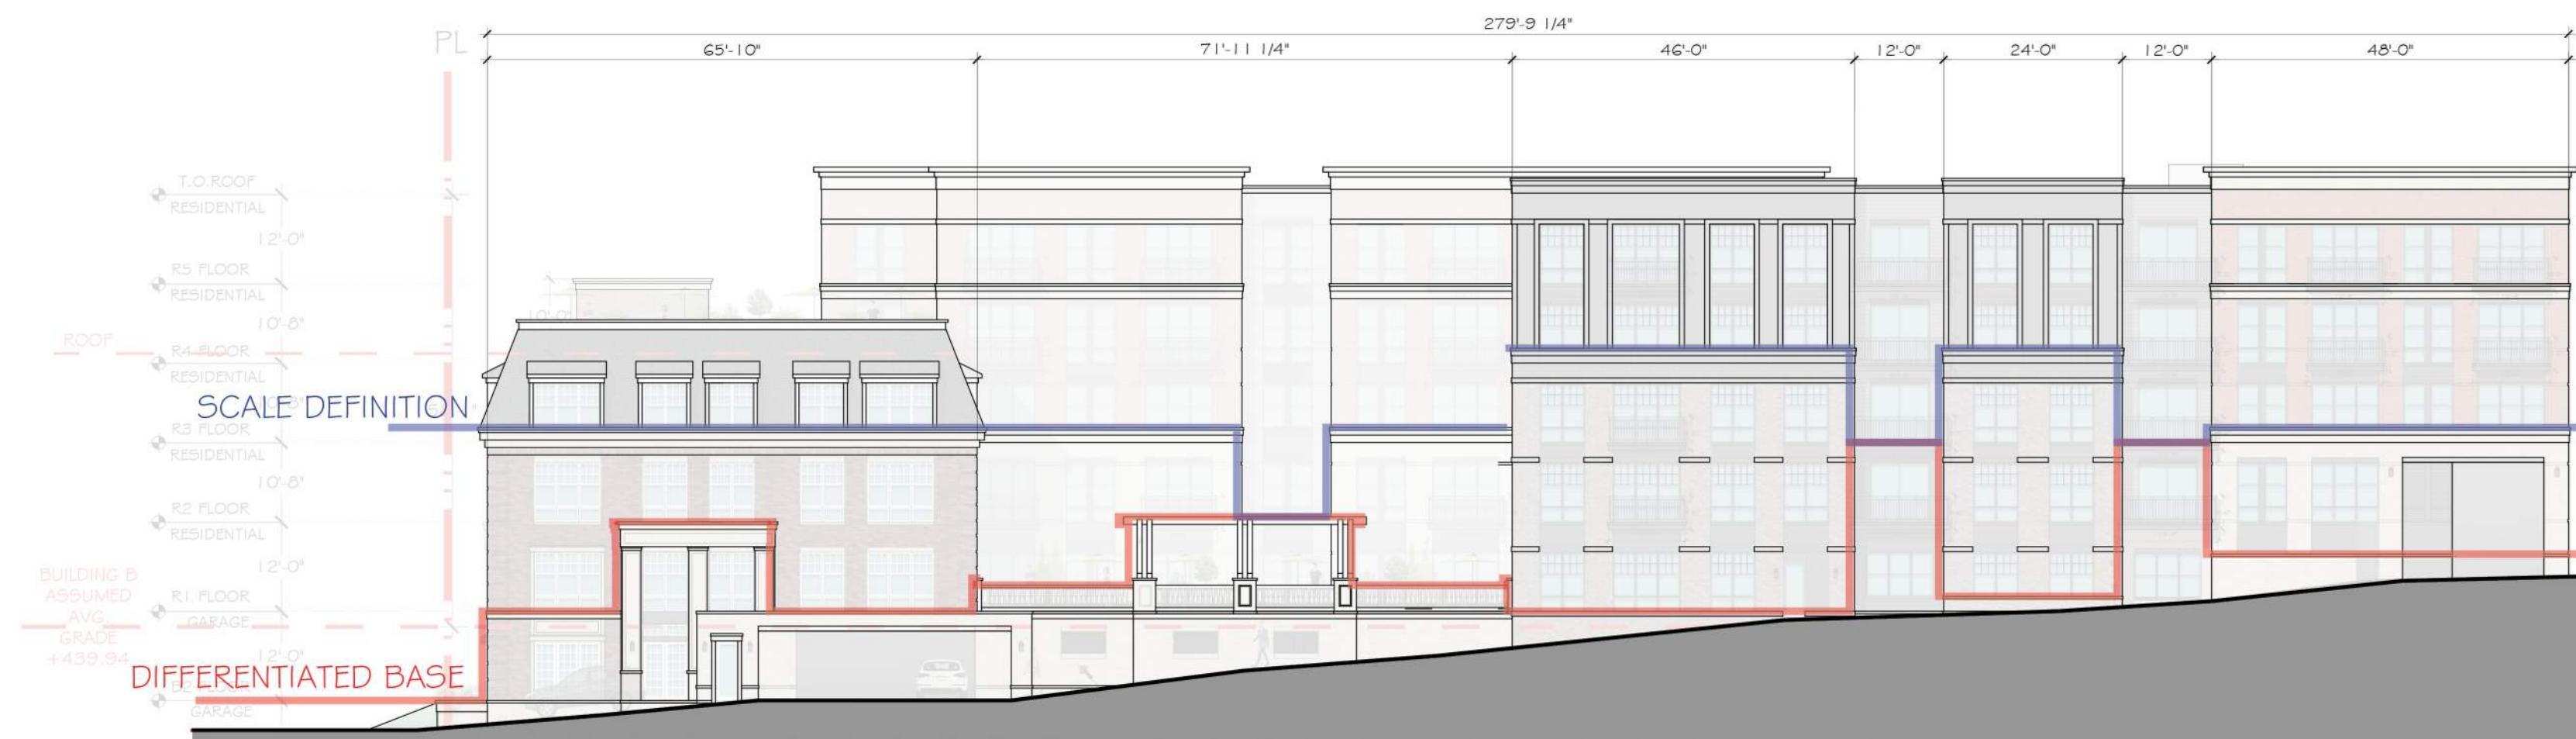 279'-9 1/4"
PL
65'-10"
71'-11 1/4"
46'-0"
12'-0"
24'-0"
12'-0"
48'-0"
T.O.ROOF
RESIDENTIAL
12'-0"
R5 FLOOR
RESIDENTIAL
10'-8"
10'-0"
ROOF
R4 FLOOR
RESIDENTIAL
SCALE DEFINITION
R3 FLOOR
RESIDENTIAL
10'-8"
R2 FLOOR
RESIDENTIAL
12'-0"
BUILDING B
ASSUMED
AVG.
GRADE
+439.94
R1 FLOOR
GARAGE
12'-0"
DIFFERENTIATED BASE
GARAGE